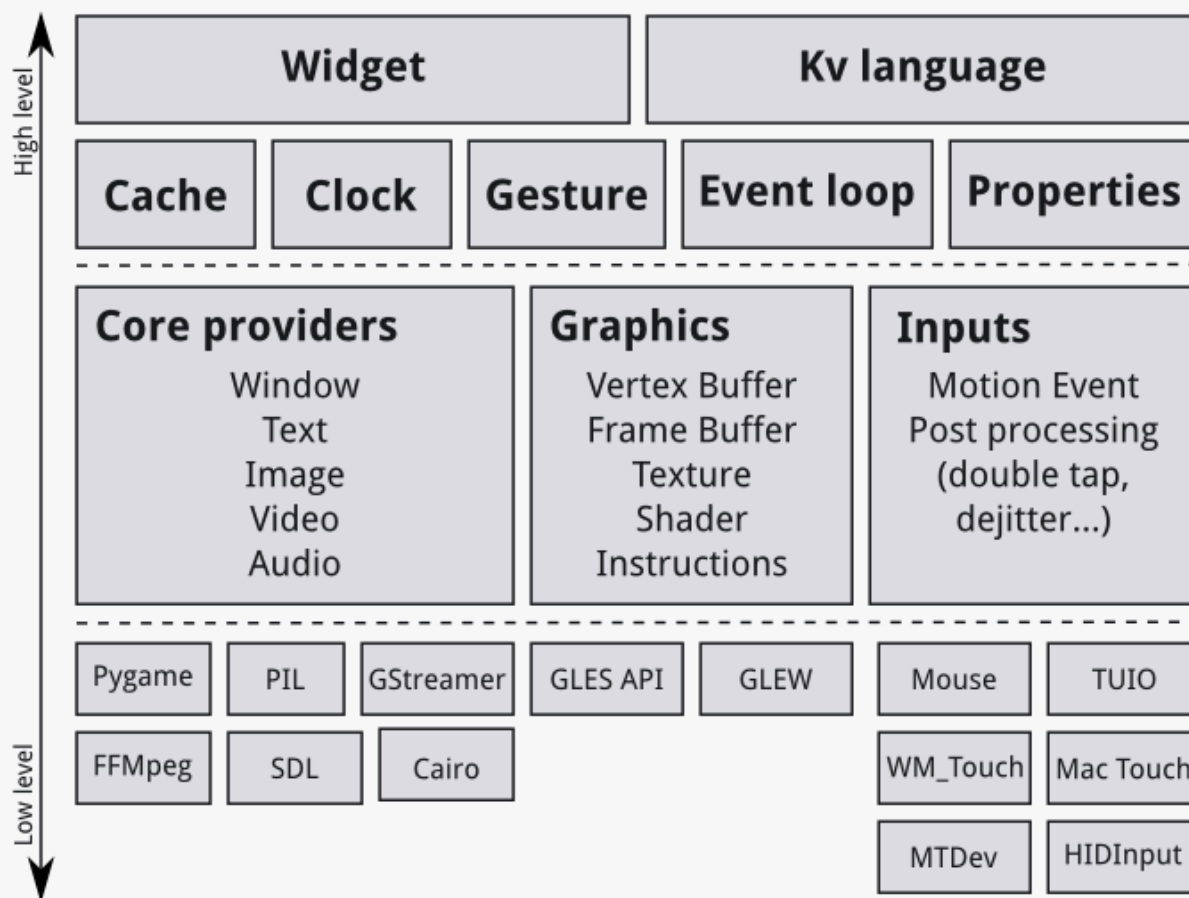 High level
Widget
Kv language
Cache
Clock
Gesture
Event loop
Properties
Core providers
Window
Text
Image
Video
Audio
Graphics
Vertex Buffer
Frame Buffer
Texture
Shader
Instructions
Inputs
Motion Event
Post processing
(double tap,
dejitter...)
Low level
Pygame
PIL
GStreamer
GLES API
GLEW
Mouse
TUIO
FFMpeg
SDL
Cairo
WM_Touch
Mac Touch
MTDev
HIDInput